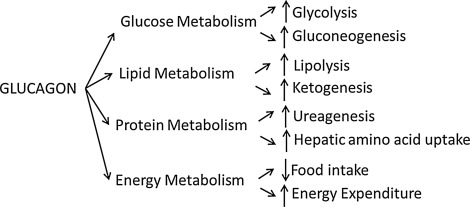 Glucose Metabolism
Glycolysis
Gluconeogenesis
GLUCAGON
Lipid Metabolism
Lipolysis
Ketogenesis
Protein Metabolism
Ureagenesis
Hepatic amino acid uptake
Energy Metabolism
Food intake
Energy Expenditure